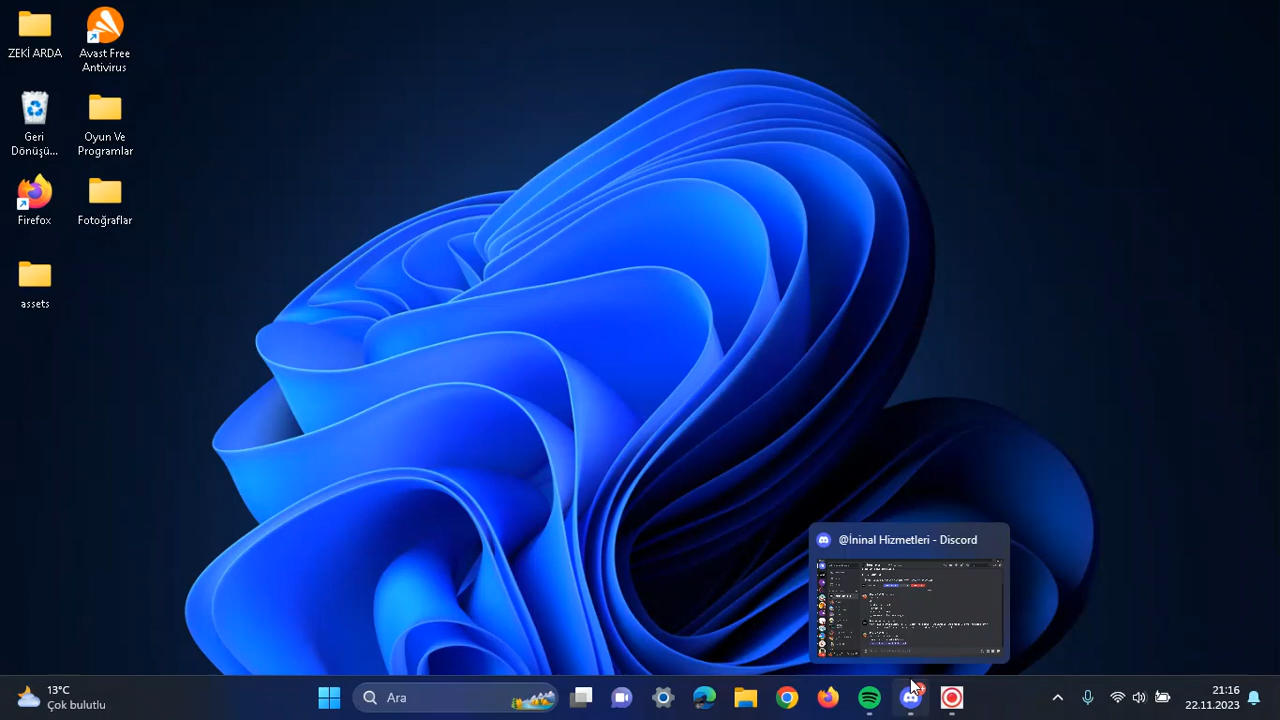 ZEKİ ARDA
Avast Free
Antivirus
Geri
Dönüşü...
Oyun Ve
Programlar
Firefox
Fotoğraflar
assets
@İninal Hizmetleri - Discord
13°C
Çok bulutlu
Ara
21:16
22.11.2023